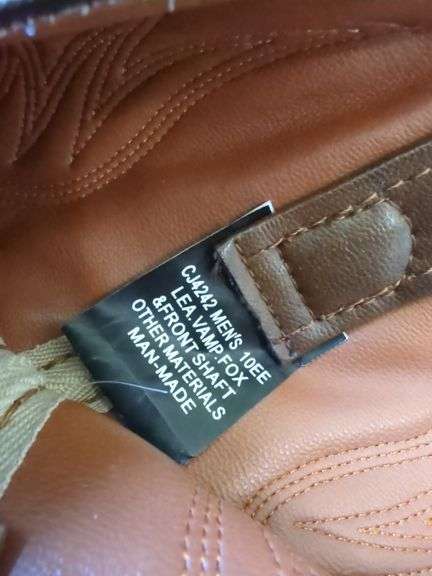 CJ4242 MEN'S 10EE
LEA. VAMP. FOX
&FRONT SHAFT
OTHER MATERIALS
MAN-MADE